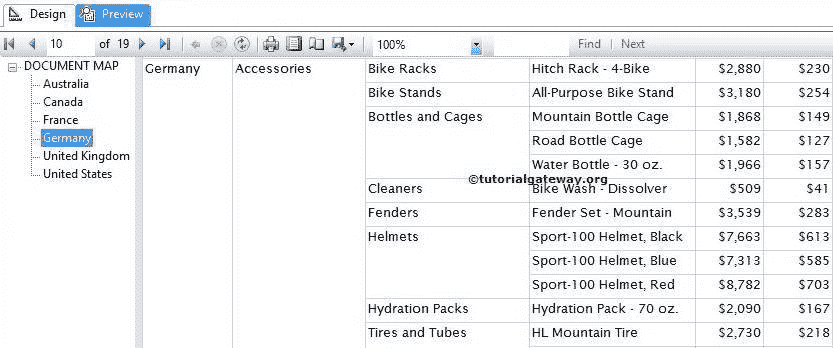 Design Preview
10 of 19 100% Find | Next
DOCUMENT MAP
Australia
Canada
France
Germany
United Kingdom
United States
Germany Accessories Bike Racks Hitch Rack - 4-Bike $2,880 $230
Bike Stands All-Purpose Bike Stand $3,180 $254
Bottles and Cages Mountain Bottle Cage $1,868 $149
Road Bottle Cage $1,582 $127
Water Bottle - 30 oz. $1,966 $157
©tutorialgateway.org
Cleaners Bike Wash - Dissolver $509 $41
Fenders Fender Set - Mountain $3,539 $283
Helmets Sport-100 Helmet, Black $7,663 $613
Sport-100 Helmet, Blue $7,313 $585
Sport-100 Helmet, Red $8,782 $703
Hydration Packs Hydration Pack - 70 oz. $2,090 $167
Tires and Tubes HL Mountain Tire $2,730 $218